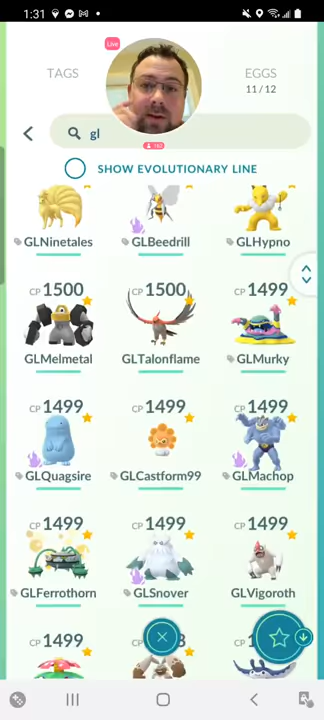 1:31
Live
TAGS
EGGS
11 / 12
gl
SHOW EVOLUTIONARY LINE
GLNinetales
GLBeedrill
GLHypno
CP 1500
CP 1500
CP 1499
GLMelmetal
GLTalonflame
GLMurky
CP 1499
CP 1499
CP 1499
GLQuagsire
GLCastform99
GLMachop
CP 1499
CP 1499
CP 1499
GLFerrothorn
GLSnover
GLVigoroth
CP 1499